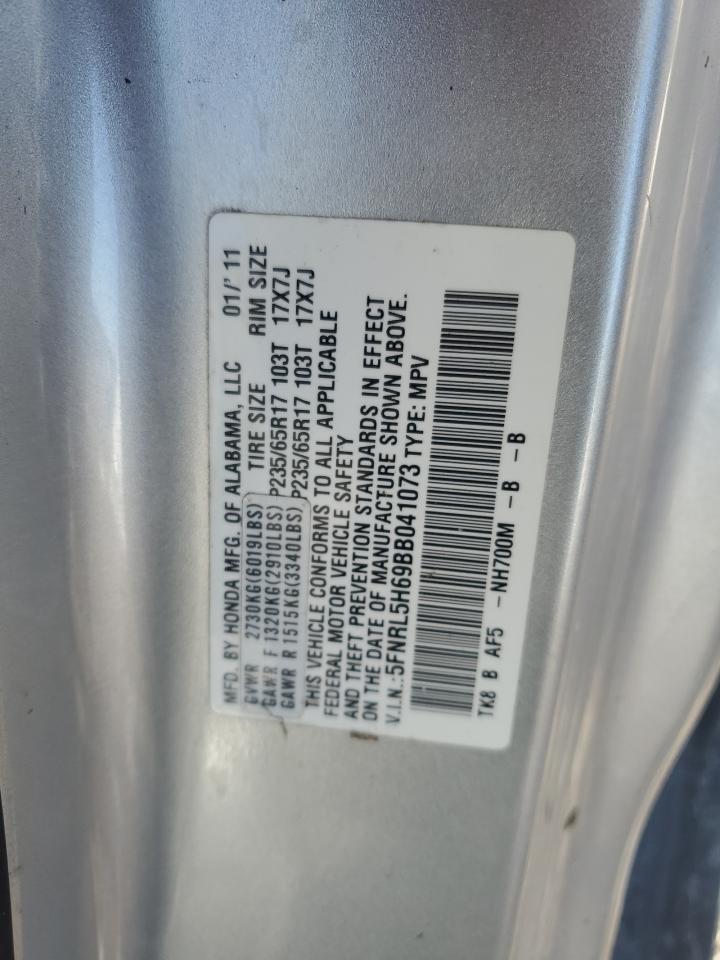 MFD. BY HONDA MFG. OF ALABAMA, LLC 01/'11
GVWR 2730KG(6019LBS) TIRE SIZE RIM SIZE
GAWR F 1320KG(2910LBS) P235/65R17 103T 17X7J
GAWR R 1515KG(3340LBS) P235/65R17 103T 17X7J
THIS VEHICLE CONFORMS TO ALL APPLICABLE
FEDERAL MOTOR VEHICLE SAFETY
AND THEFT PREVENTION STANDARDS IN EFFECT
ON THE DATE OF MANUFACTURE SHOWN ABOVE.
V.I.N.:5FNRL5H69BB041073 TYPE: MPV
TK8 B AF5 -NH700M -B -B